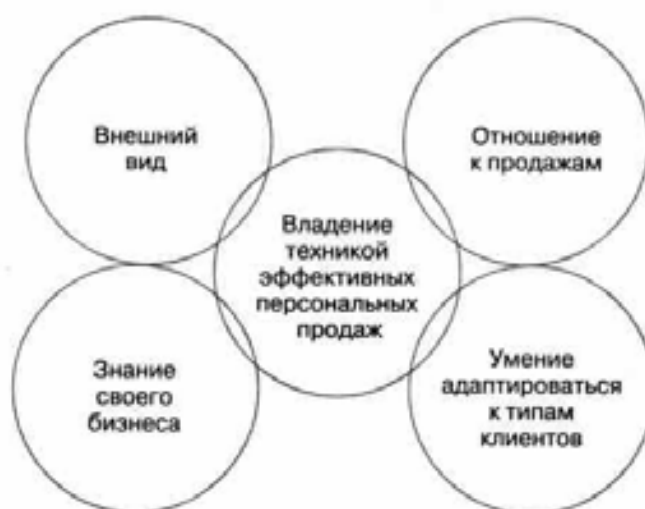 Внешний
вид
Отношение
к продажам
Владение
техникой
эффективных
персональных
продаж
Знание
своего
бизнеса
Умение
адаптироваться
к типам
клиентов